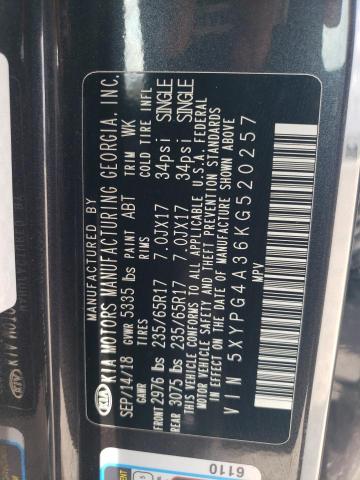 MANUFACTURED BY
KIA KIA MOTORS MANUFACTURING GEORGIA, INC.
SEP/14/18 GVWR 5335 lbs PAINT ABT TRIM WK
GAWR TIRES RIMS COLD TIRE INFL
FRONT 2976 lbs 235/65R17 7.0JX17 34psi SINGLE
REAR 3075 lbs 235/65R17 7.0JX17 34psi SINGLE
THIS VEHICLE CONFORMS TO ALL APPLICABLE U.S.A. FEDERAL
MOTOR VEHICLE SAFETY AND THEFT PREVENTION STANDARDS
IN EFFECT ON THE DATE OF MANUFACTURE SHOWN ABOVE
VIN 5XYPG4A36KG520257
MPV
6110